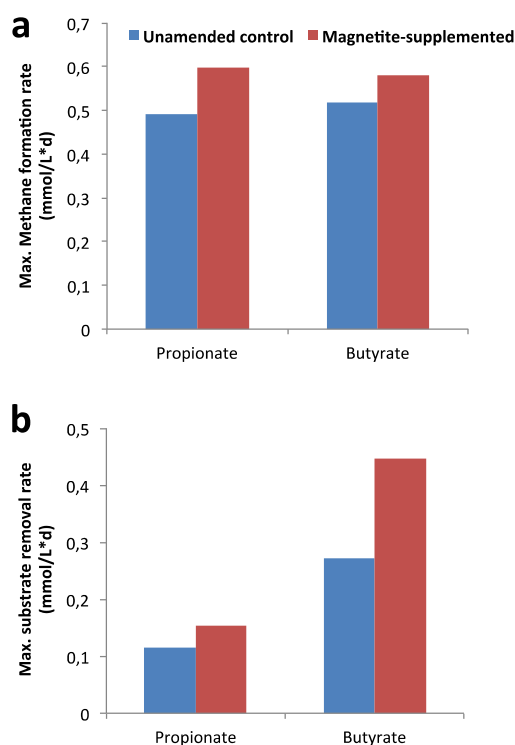 a
Unamended control
Magnetite-supplemented
Max. Methane formation rate
(mmol/L*d)
0,7
0,6
0,5
0,4
0,3
0,2
0,1
0
Propionate
Butyrate
b
Max. substrate removal rate
(mmol/L*d)
0,5
0,4
0,3
0,2
0,1
0
Propionate
Butyrate